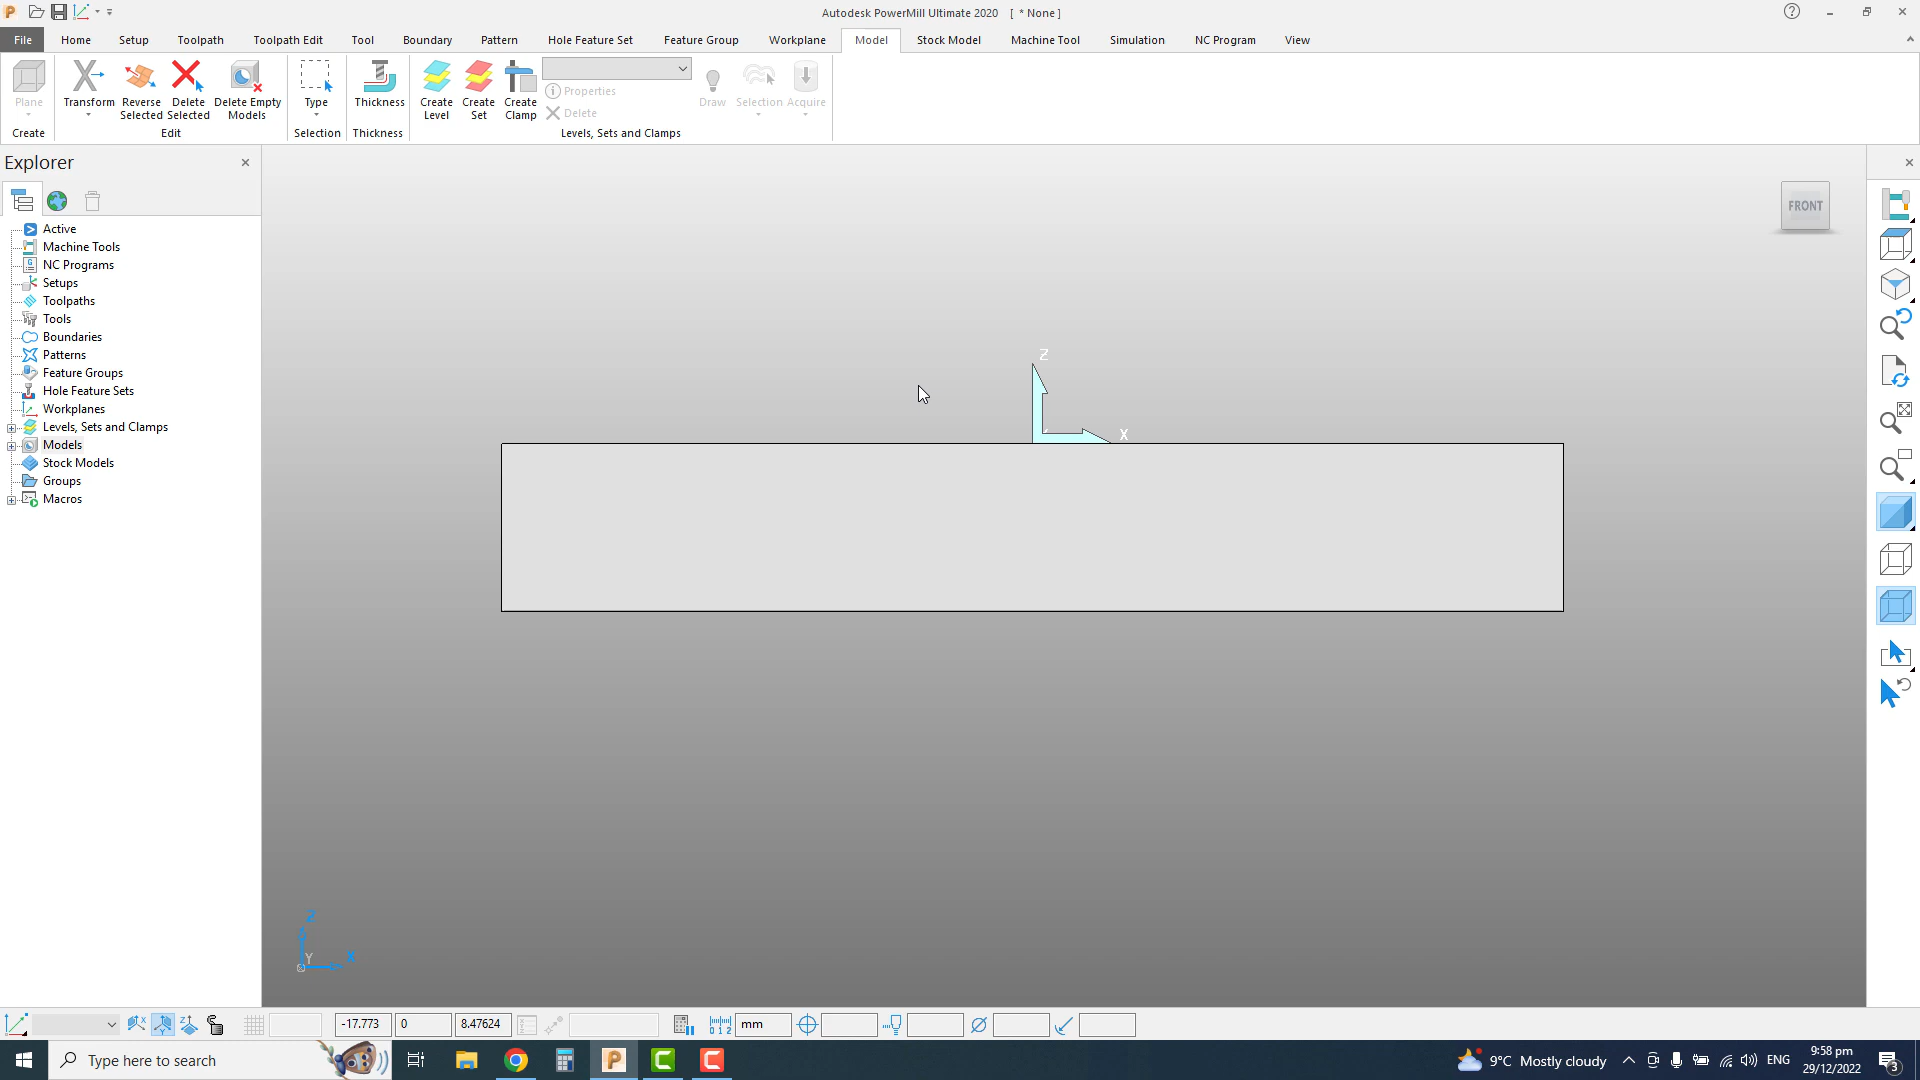 Autodesk PowerMill Ultimate 2020 [ * None ]
File Home Setup Toolpath Toolpath Edit Tool Boundary Pattern Hole Feature Set Feature Group Workplane Model Stock Model Machine Tool Simulation NC Program View
Plane
Transform
Reverse Selected
Delete Selected
Delete Empty Models
Type
Thickness
Create Level
Create Set
Create Clamp
Properties
Delete
Draw
Selection
Acquire
Create
Edit
Selection
Thickness
Levels, Sets and Clamps
Explorer
Active
Machine Tools
NC Programs
Setups
Toolpaths
Tools
Boundaries
Patterns
Feature Groups
Hole Feature Sets
Workplanes
Levels, Sets and Clamps
Models
Stock Models
Groups
Macros
FRONT
Z
X
Z
Y
X
-17.773 0 8.47624 mm
Type here to search
9°C Mostly cloudy
ENG
9:58 pm
29/12/2022
3